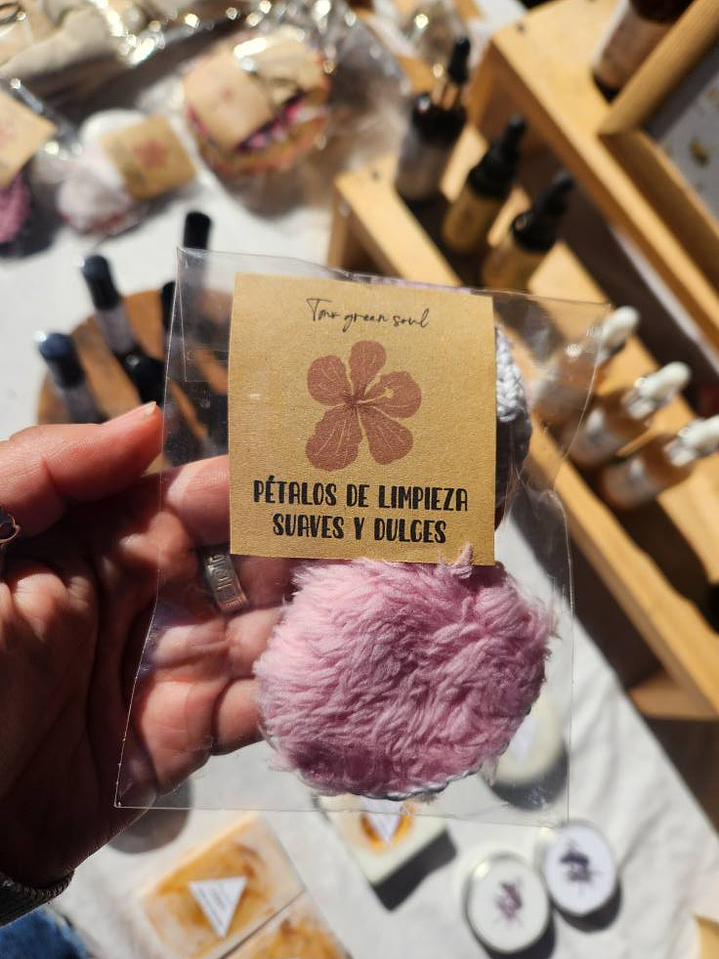 Tour green soul
PÉTALOS DE LIMPIEZA
SUAVES Y DULCES